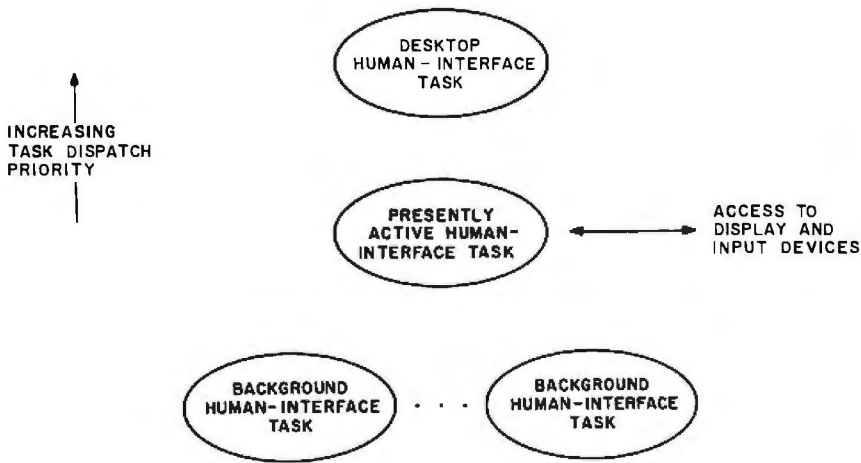 DESKTOP
HUMAN - INTERFACE
TASK
INCREASING
TASK DISPATCH
PRIORITY
PRESENTLY
ACTIVE HUMAN-
INTERFACE TASK
ACCESS TO
DISPLAY AND
INPUT DEVICES
BACKGROUND
HUMAN-INTERFACE
TASK
. . .
BACKGROUND
HUMAN-INTERFACE
TASK